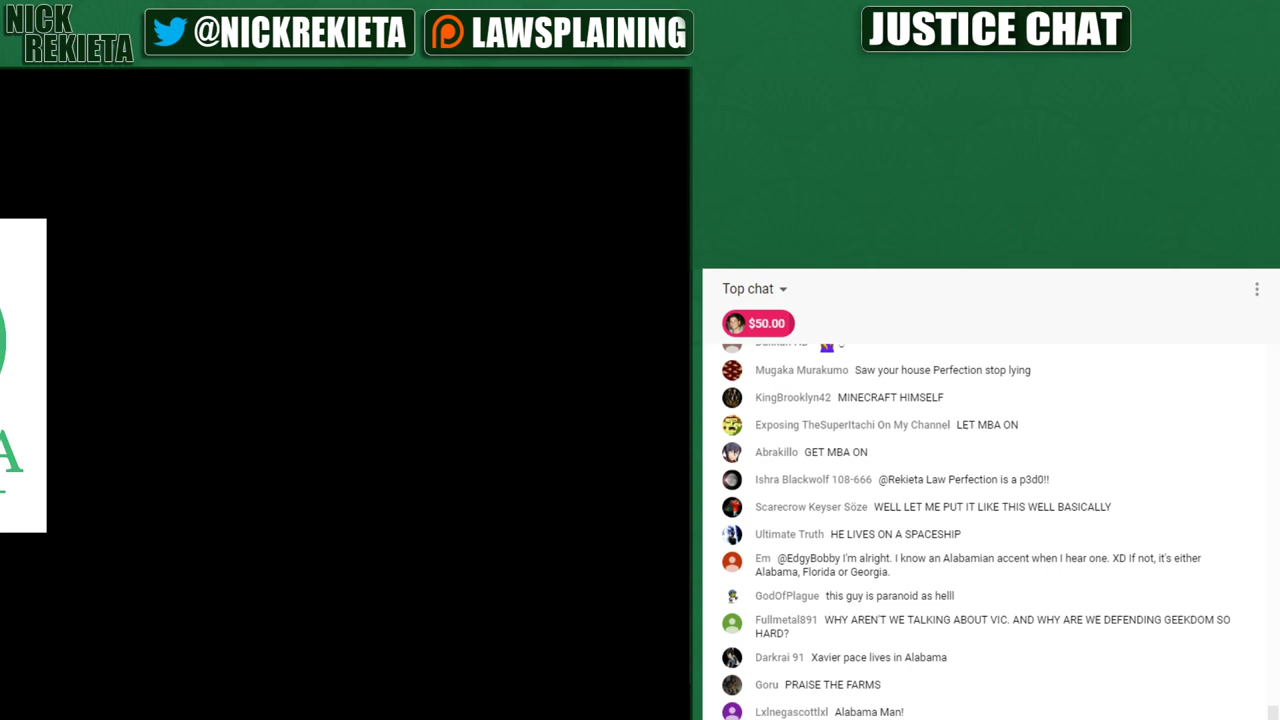 NICK
REKIETA
@NICKREKIETA
LAWSPLAINING
JUSTICE CHAT
Top chat
$50.00
Mugaka Murakumo Saw your house Perfection stop lying
KingBrooklyn42 MINECRAFT HIMSELF
Exposing TheSuperItachi On My Channel LET MBA ON
Abrakillo GET MBA ON
Ishra Blackwolf 108-666 @Rekieta Law Perfection is a p3d0!!
Scarecrow Keyser Söze WELL LET ME PUT IT LIKE THIS WELL BASICALLY
Ultimate Truth HE LIVES ON A SPACESHIP
Em @EdgyBobby I'm alright. I know an Alabamian accent when I hear one. XD If not, it's either
Alabama, Florida or Georgia.
GodOfPlague this guy is paranoid as helll
Fullmetal891 WHY AREN'T WE TALKING ABOUT VIC. AND WHY ARE WE DEFENDING GEEKDOM SO
HARD?
Darkrai 91 Xavier pace lives in Alabama
Goru PRAISE THE FARMS
Lxlnegascottlxl Alabama Man!
A